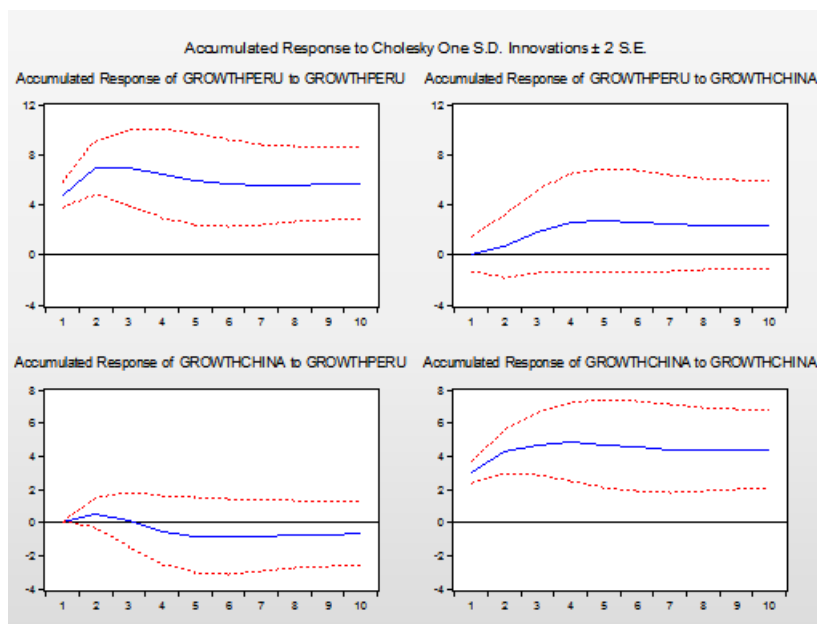 Accumulated Response to Cholesky One S.D. Innovations ± 2 S.E.
Accumulated Response of GROWTHPERU to GROWTHPERU
Accumulated Response of GROWTHPERU to GROWTHCHINA
12
8
4
0
-4
1 2 3 4 5 6 7 8 9 10
12
8
4
0
-4
1 2 3 4 5 6 7 8 9 10
Accumulated Response of GROWTHCHINA to GROWTHPERU
Accumulated Response of GROWTHCHINA to GROWTHCHINA
8
6
4
2
0
-2
-4
1 2 3 4 5 6 7 8 9 10
8
6
4
2
0
-2
-4
1 2 3 4 5 6 7 8 9 10